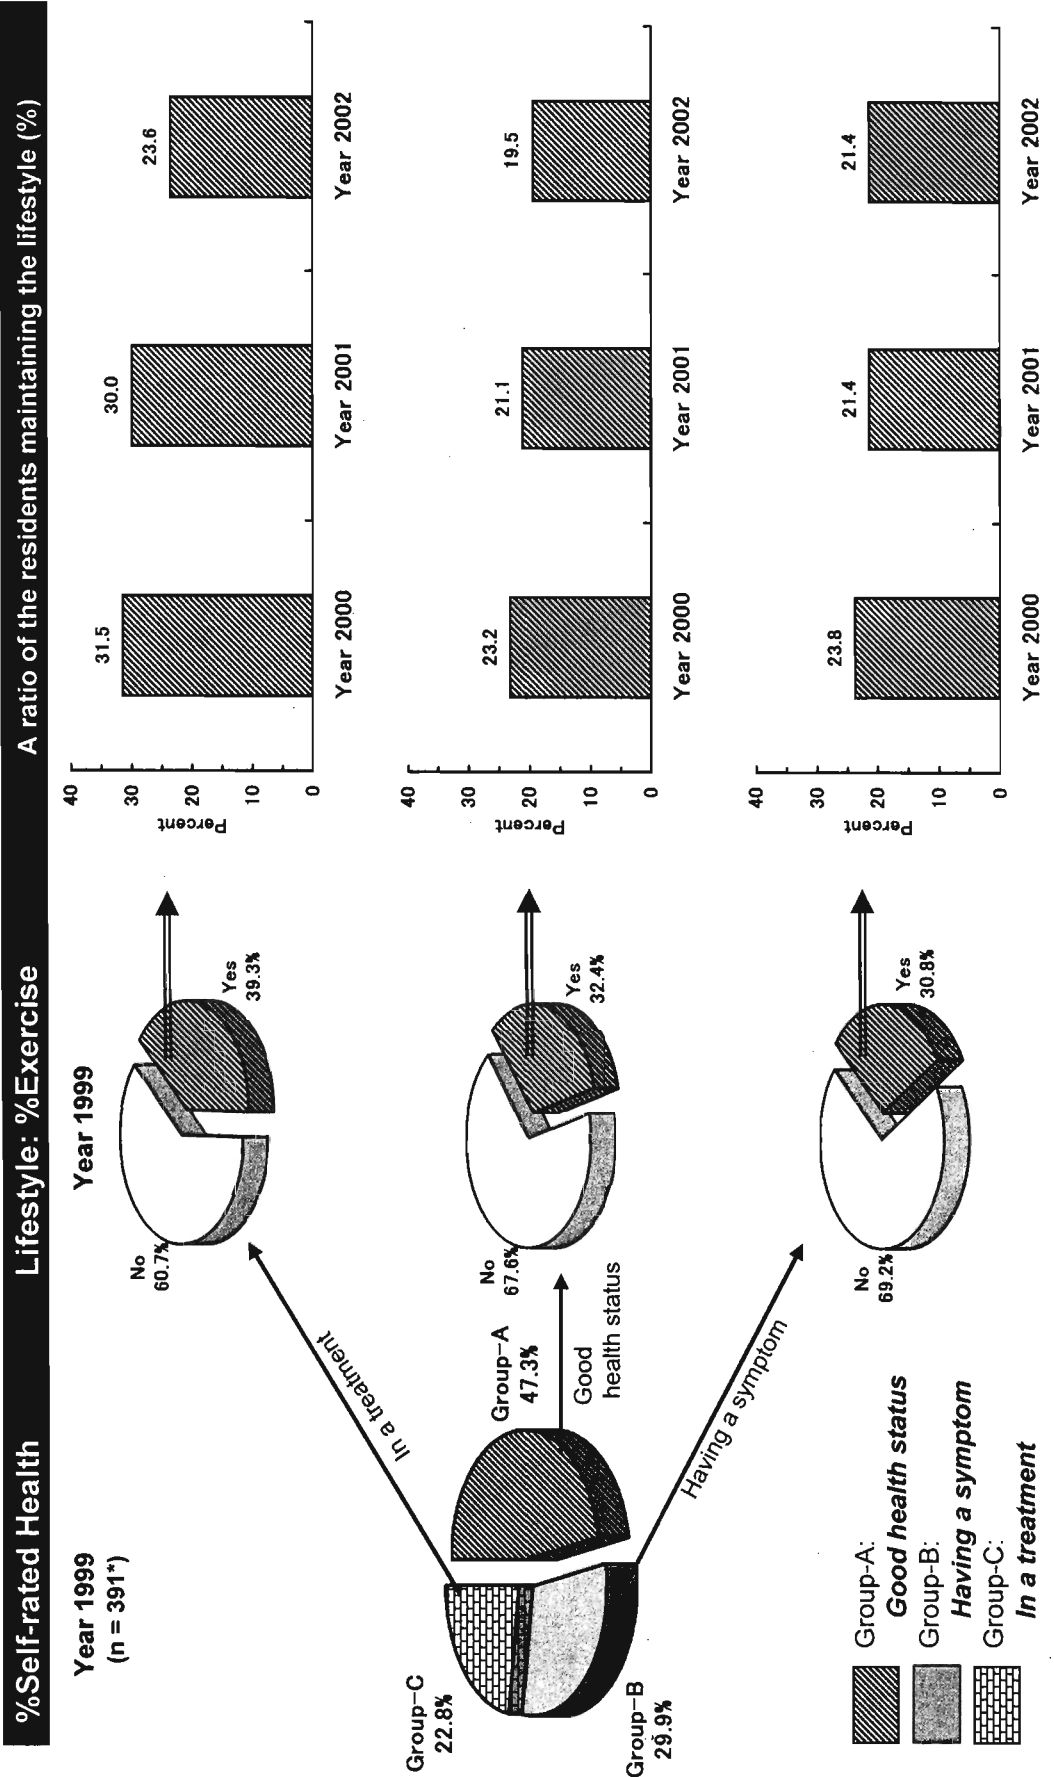 %Self-rated Health
Lifestyle: %Exercise
A ratio of the residents maintaining the lifestyle (%)
Year 1999
(n = 391*)
Year 1999
Group-C
22.8%
Group-B
29.9%
Group-A
47.3%
In a treatment
Good
health status
Having a symptom
No
60.7%
Yes
39.3%
Percent
40
30
20
10
0
31.5
30.0
23.6
Year 2000
Year 2001
Year 2002
No
67.6%
Yes
32.4%
Percent
40
30
20
10
0
23.2
21.1
19.5
Year 2000
Year 2001
Year 2002
No
69.2%
Yes
30.8%
Percent
40
30
20
10
0
23.8
21.4
21.4
Year 2000
Year 2001
Year 2002
Group-A:
Good health status
Group-B:
Having a symptom
Group-C:
In a treatment